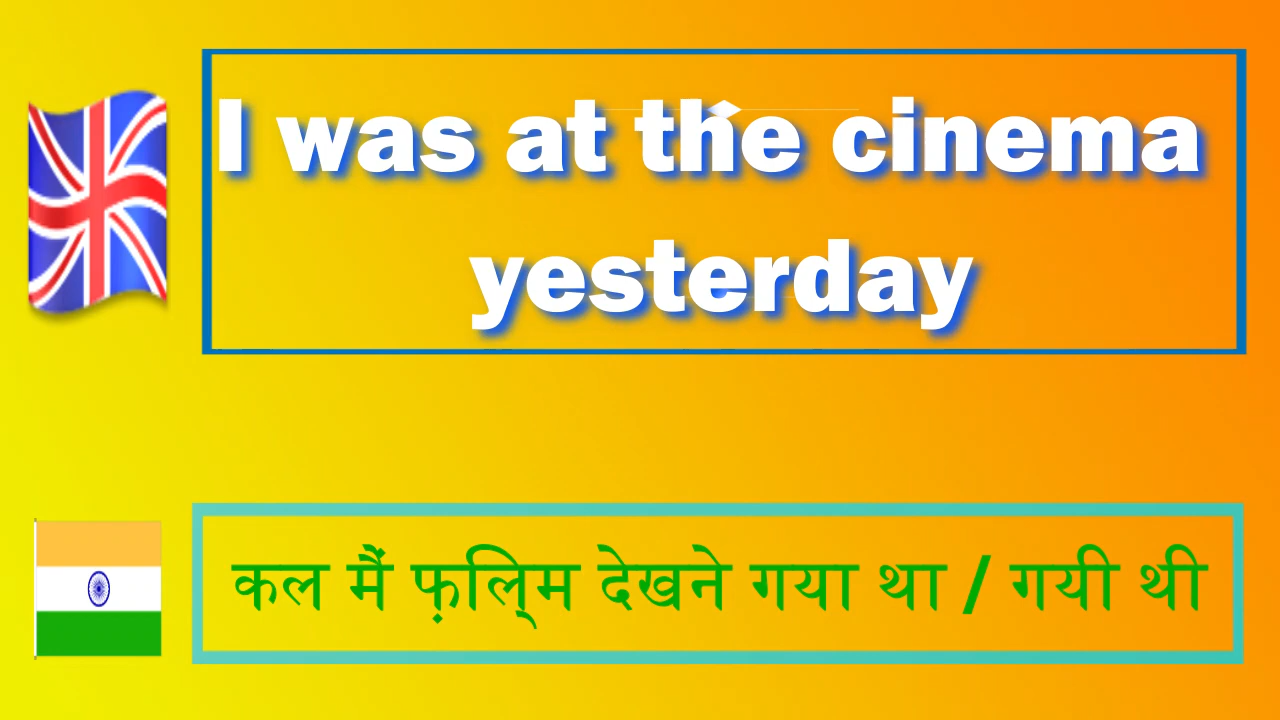 I was at the cinema
yesterday
कल मैं फ़लि्म देखने गया था / गयी थी